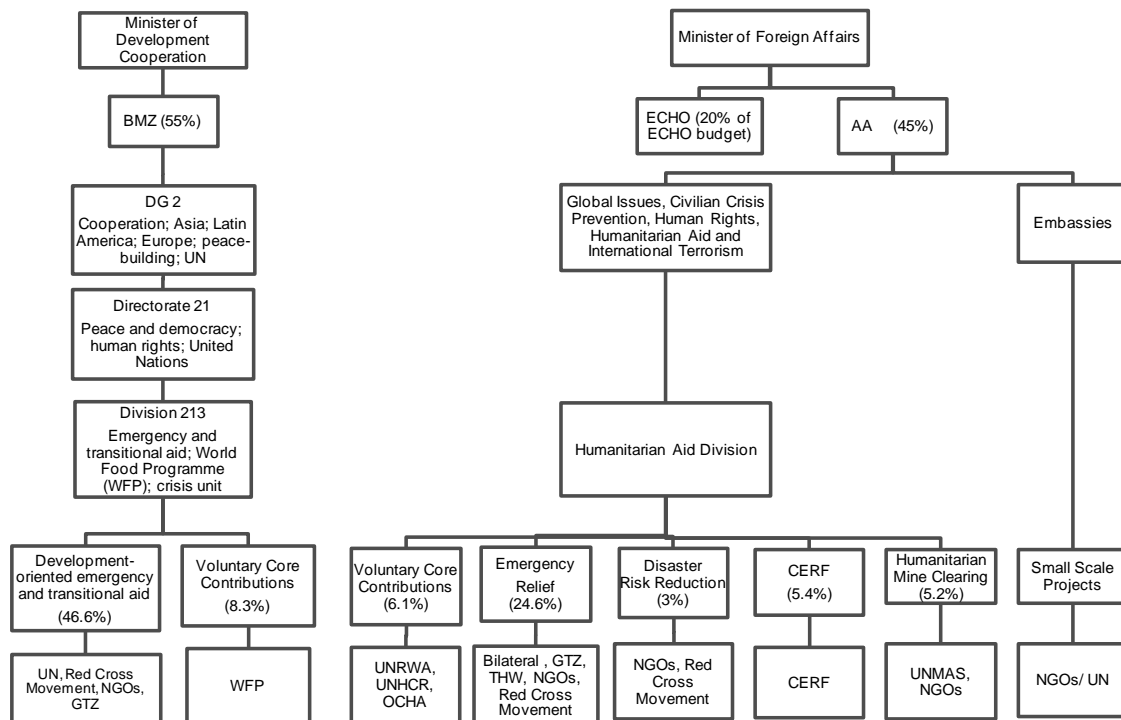 Minister of
Development
Cooperation
BMZ (55%)
DG 2
Cooperation; Asia; Latin
America; Europe; peace-
building; UN
Directorate 21
Peace and democracy;
human rights; United
Nations
Division 213
Emergency and
transitional aid; World
Food Programme
(WFP); crisis unit
Development-
oriented emergency
and transitional aid
(46.6%)
Voluntary Core
Contributions
(8.3%)
UN, Red Cross
Movement, NGOs,
GTZ
WFP
Minister of Foreign Affairs
ECHO (20% of
ECHO budget)
AA (45%)
Global Issues, Civilian Crisis
Prevention, Human Rights,
Humanitarian Aid and
International Terrorism
Embassies
Humanitarian Aid Division
Voluntary Core
Contributions
(6.1%)
Emergency
Relief
(24.6%)
Disaster
Risk Reduction
(3%)
CERF
(5.4%)
Humanitarian
Mine Clearing
(5.2%)
Small Scale
Projects
UNRWA,
UNHCR,
OCHA
Bilateral , GTZ,
THW, NGOs,
Red Cross
Movement
NGOs, Red
Cross
Movement
CERF
UNMAS,
NGOs
NGOs/ UN